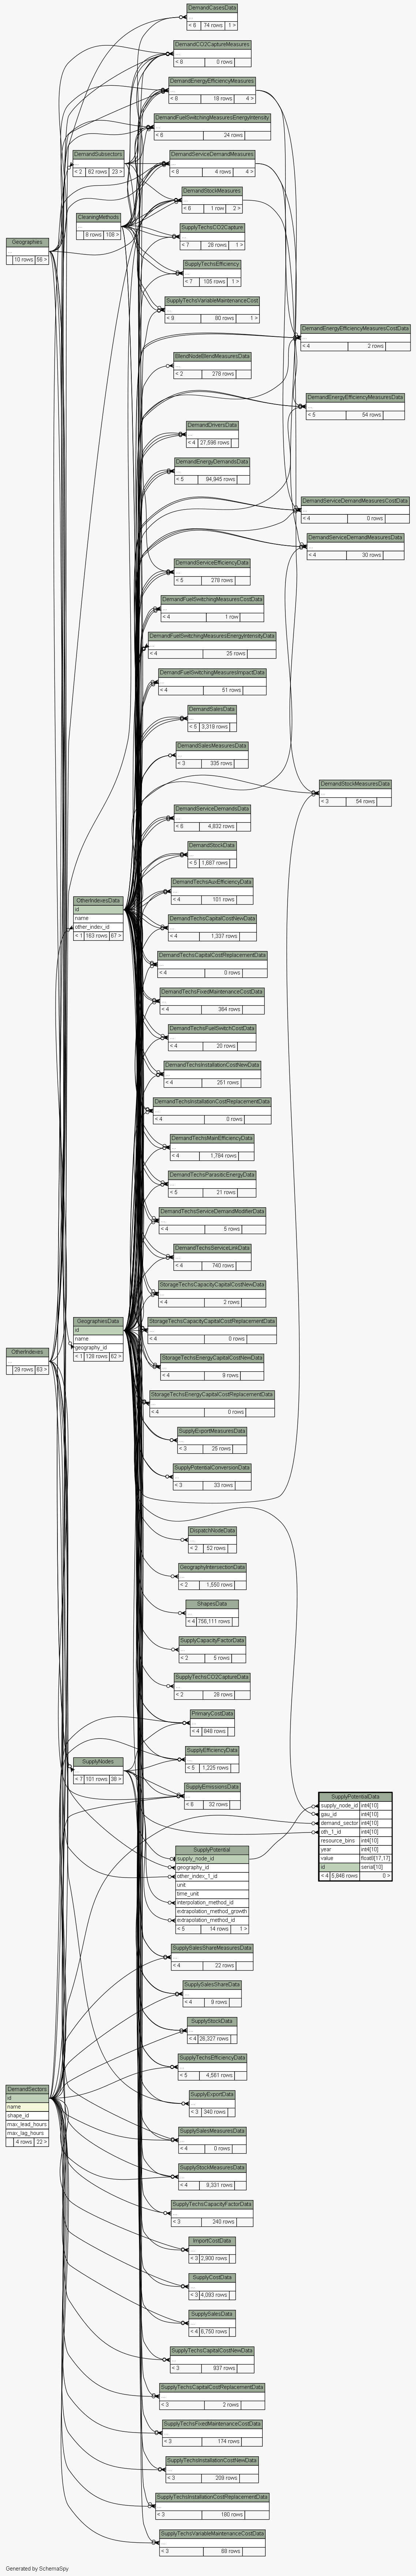 DemandCasesData
...
< 6 74 rows 1 >
DemandCO2CaptureMeasures
...
< 8 0 rows
DemandEnergyEfficiencyMeasures
...
< 8 18 rows 4 >
DemandFuelSwitchingMeasuresEnergyIntensity
...
< 8 24 rows
DemandSubsectors
...
< 2 62 rows 23 >
DemandServiceDemandMeasures
...
< 8 4 rows 4 >
DemandStockMeasures
...
< 6 1 row 2 >
CleaningMethods
...
8 rows 108 >
SupplyTechsCO2Capture
...
< 7 28 rows 1 >
Geographies
...
10 rows 56 >
SupplyTechsEfficiency
...
< 7 105 rows 1 >
SupplyTechsVariableMaintenanceCost
...
< 9 80 rows 1 >
DemandEnergyEfficiencyMeasuresCostData
...
< 4 2 rows
BlendNodeBlendMeasuresData
...
< 2 278 rows
DemandEnergyEfficiencyMeasuresData
...
< 5 54 rows
DemandDriversData
...
< 4 27,596 rows
DemandEnergyDemandsData
...
< 5 94,945 rows
DemandServiceDemandMeasuresCostData
...
< 4 0 rows
DemandServiceDemandMeasuresData
...
< 4 30 rows
DemandServiceEfficiencyData
...
< 5 278 rows
DemandFuelSwitchingMeasuresCostData
...
< 4 1 row
DemandFuelSwitchingMeasuresEnergyIntensityData
...
< 4 25 rows
DemandFuelSwitchingMeasuresImpactData
...
< 4 51 rows
DemandSalesData
...
< 5 3,319 rows
DemandSalesMeasuresData
...
< 3 335 rows
DemandStockMeasuresData
...
< 3 54 rows
DemandServiceDemandsData
...
< 6 4,832 rows
DemandStockData
...
< 5 1,687 rows
DemandTechsAuxEfficiencyData
...
< 4 101 rows
OtherIndexesData
id
name
other_index_id
< 1 163 rows 67 >
DemandTechsCapitalCostNewData
...
< 4 1,337 rows
DemandTechsCapitalCostReplacementData
...
< 4 0 rows
DemandTechsFixedMaintenanceCostData
...
< 4 384 rows
DemandTechsFuelSwitchCostData
...
< 4 20 rows
DemandTechsInstallationCostNewData
...
< 4 251 rows
DemandTechsInstallationCostReplacementData
...
< 4 0 rows
DemandTechsMainEfficiencyData
...
< 4 1,784 rows
DemandTechsParasiticEnergyData
...
< 5 21 rows
DemandTechsServiceDemandModifierData
...
< 4 5 rows
DemandTechsServiceLinkData
...
< 4 740 rows
StorageTechsCapacityCapitalCostNewData
...
< 4 2 rows
GeographiesData
id
name
geography_id
< 1 128 rows 62 >
StorageTechsCapacityCapitalCostReplacementData
...
< 4 0 rows
OtherIndexes
...
29 rows 63 >
StorageTechsEnergyCapitalCostNewData
...
< 4 9 rows
StorageTechsEnergyCapitalCostReplacementData
...
< 4 0 rows
SupplyExportMeasuresData
...
< 3 25 rows
SupplyPotentialConversionData
...
< 3 33 rows
DispatchNodeData
...
< 2 52 rows
GeographyIntersectionData
...
< 2 1,550 rows
ShapesData
...
< 4 756,111 rows
SupplyCapacityFactorData
...
< 2 5 rows
SupplyTechsCO2CaptureData
...
< 2 28 rows
PrimaryCostData
...
< 4 848 rows
SupplyEfficiencyData
...
< 5 1,225 rows
SupplyNodes
...
< 7 101 rows 38 >
SupplyEmissionsData
...
< 6 32 rows
SupplyPotentialData
supply_node_id int4[10]
gau_id int4[10]
demand_sector int4[10]
oth_1_id int4[10]
resource_bins int4[10]
year int4[10]
value float8[17,17]
id serial[10]
< 4 5,846 rows 0 >
SupplyPotential
supply_node_id
geography_id
other_index_1_id
unit
time_unit
interpolation_method_id
extrapolation_method_growth
extrapolation_method_id
< 5 14 rows 1 >
SupplySalesShareMeasuresData
...
< 4 22 rows
SupplySalesShareData
...
< 4 9 rows
SupplyStockData
...
< 4 26,327 rows
SupplyTechsEfficiencyData
...
< 5 4,561 rows
DemandSectors
id
name
shape_id
max_lead_hours
max_lag_hours
4 rows 22 >
SupplyExportData
...
< 3 340 rows
SupplySalesMeasuresData
...
< 4 0 rows
SupplyStockMeasuresData
...
< 4 9,331 rows
SupplyTechsCapacityFactorData
...
< 3 240 rows
ImportCostData
...
< 3 2,900 rows
SupplyCostData
...
< 3 4,093 rows
SupplySalesData
...
< 4 6,750 rows
SupplyTechsCapitalCostNewData
...
< 3 937 rows
SupplyTechsCapitalCostReplacementData
...
< 3 2 rows
SupplyTechsFixedMaintenanceCostData
...
< 3 174 rows
SupplyTechsInstallationCostNewData
...
< 3 209 rows
SupplyTechsInstallationCostReplacementData
...
< 3 180 rows
SupplyTechsVariableMaintenanceCostData
...
< 3 88 rows
Generated by SchemaSpy